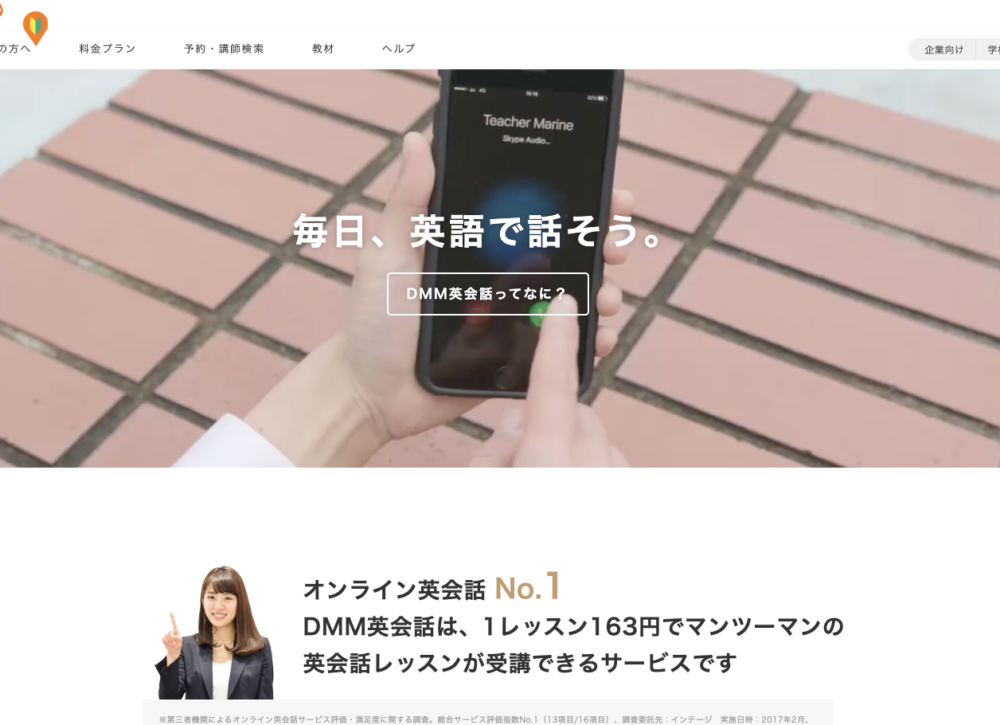 の方へ
料金プラン
予約・講師検索
教材
ヘルプ
企業向け
Teacher Marine
Skype Audio...
毎日、英語で話そう。
DMM英会話ってなに？
オンライン英会話 No.1
DMM英会話は、1レッスン163円でマンツーマンの
英会話レッスンが受講できるサービスです
※第三者機関によるオンライン英会話サービス評価・満足度に関する調査。総合サービス評価指数No.1（13項目/16項目）、調査委託先：インテージ　実施日時：2017年2月、